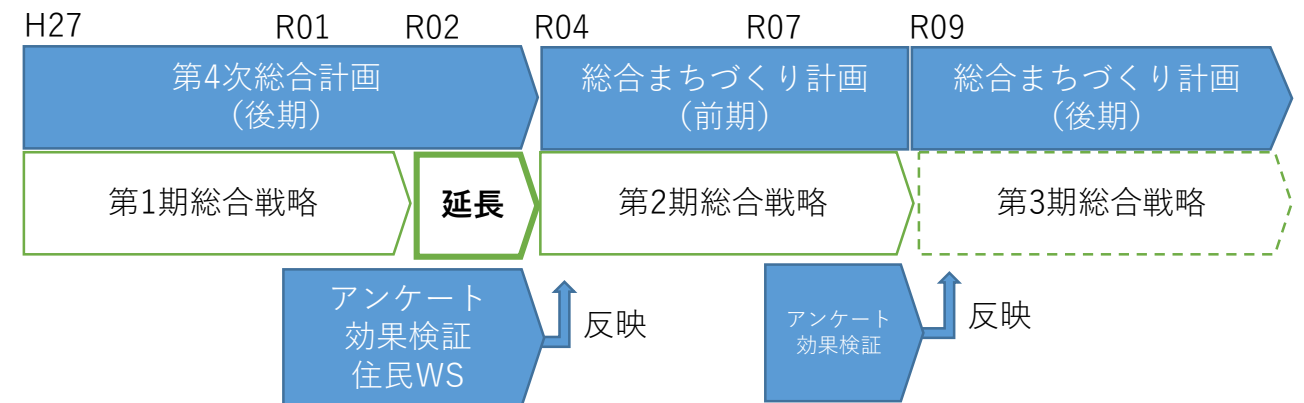 H27 R01 R02 R04 R07 R09
第4次総合計画
(後期)
総合まちづくり計画
(前期)
総合まちづくり計画
(後期)
第1期総合戦略
延長
第2期総合戦略
第3期総合戦略
アンケート
効果検証
住民WS
反映
アンケート
効果検証
反映